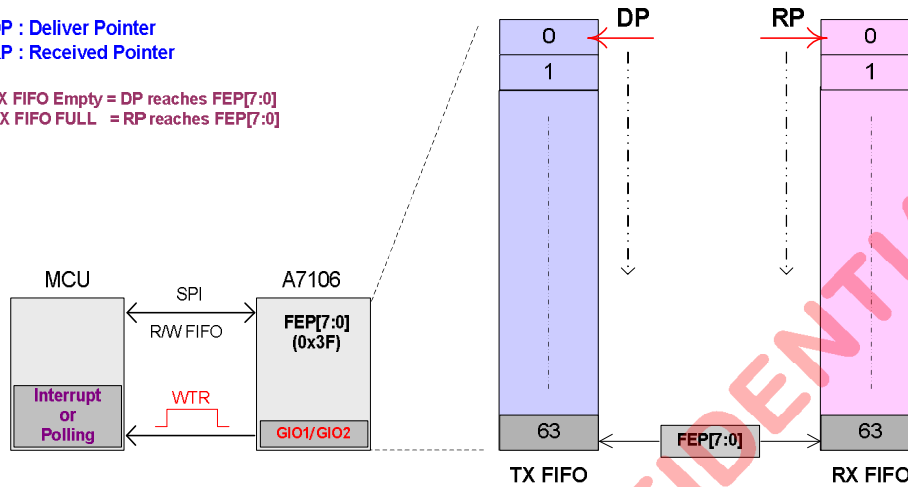 P : Deliver Pointer
P : Received Pointer
X FIFO Empty = DP reaches FEP[7:0]
X FIFO FULL = RP reaches FEP[7:0]
DP
RP
0
0
1
1
MCU
A7106
SPI
R/W FIFO
FEP[7:0]
(0x3F)
Interrupt
or
Polling
WTR
GIO1/GIO2
63
FEP[7:0]
63
TX FIFO
RX FIFO
FIDENTIA